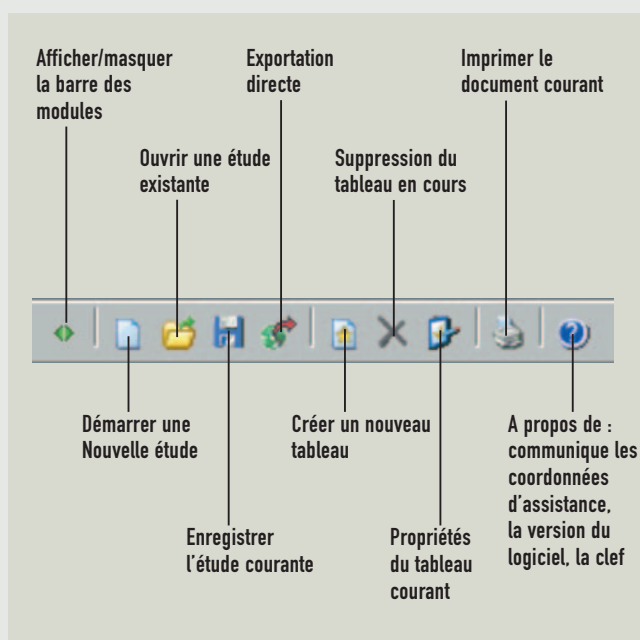 Afficher/masquer
la barre des
modules
Exportation
directe
Imprimer le
document courant
Ouvrir une étude
existante
Suppression du
tableau en cours
Démarrer une
Nouvelle étude
Créer un nouveau
tableau
A propos de :
communique les
coordonnées
d'assistance,
la version du
logiciel, la clef
Enregistrer
l'étude courante
Propriétés
du tableau
courant